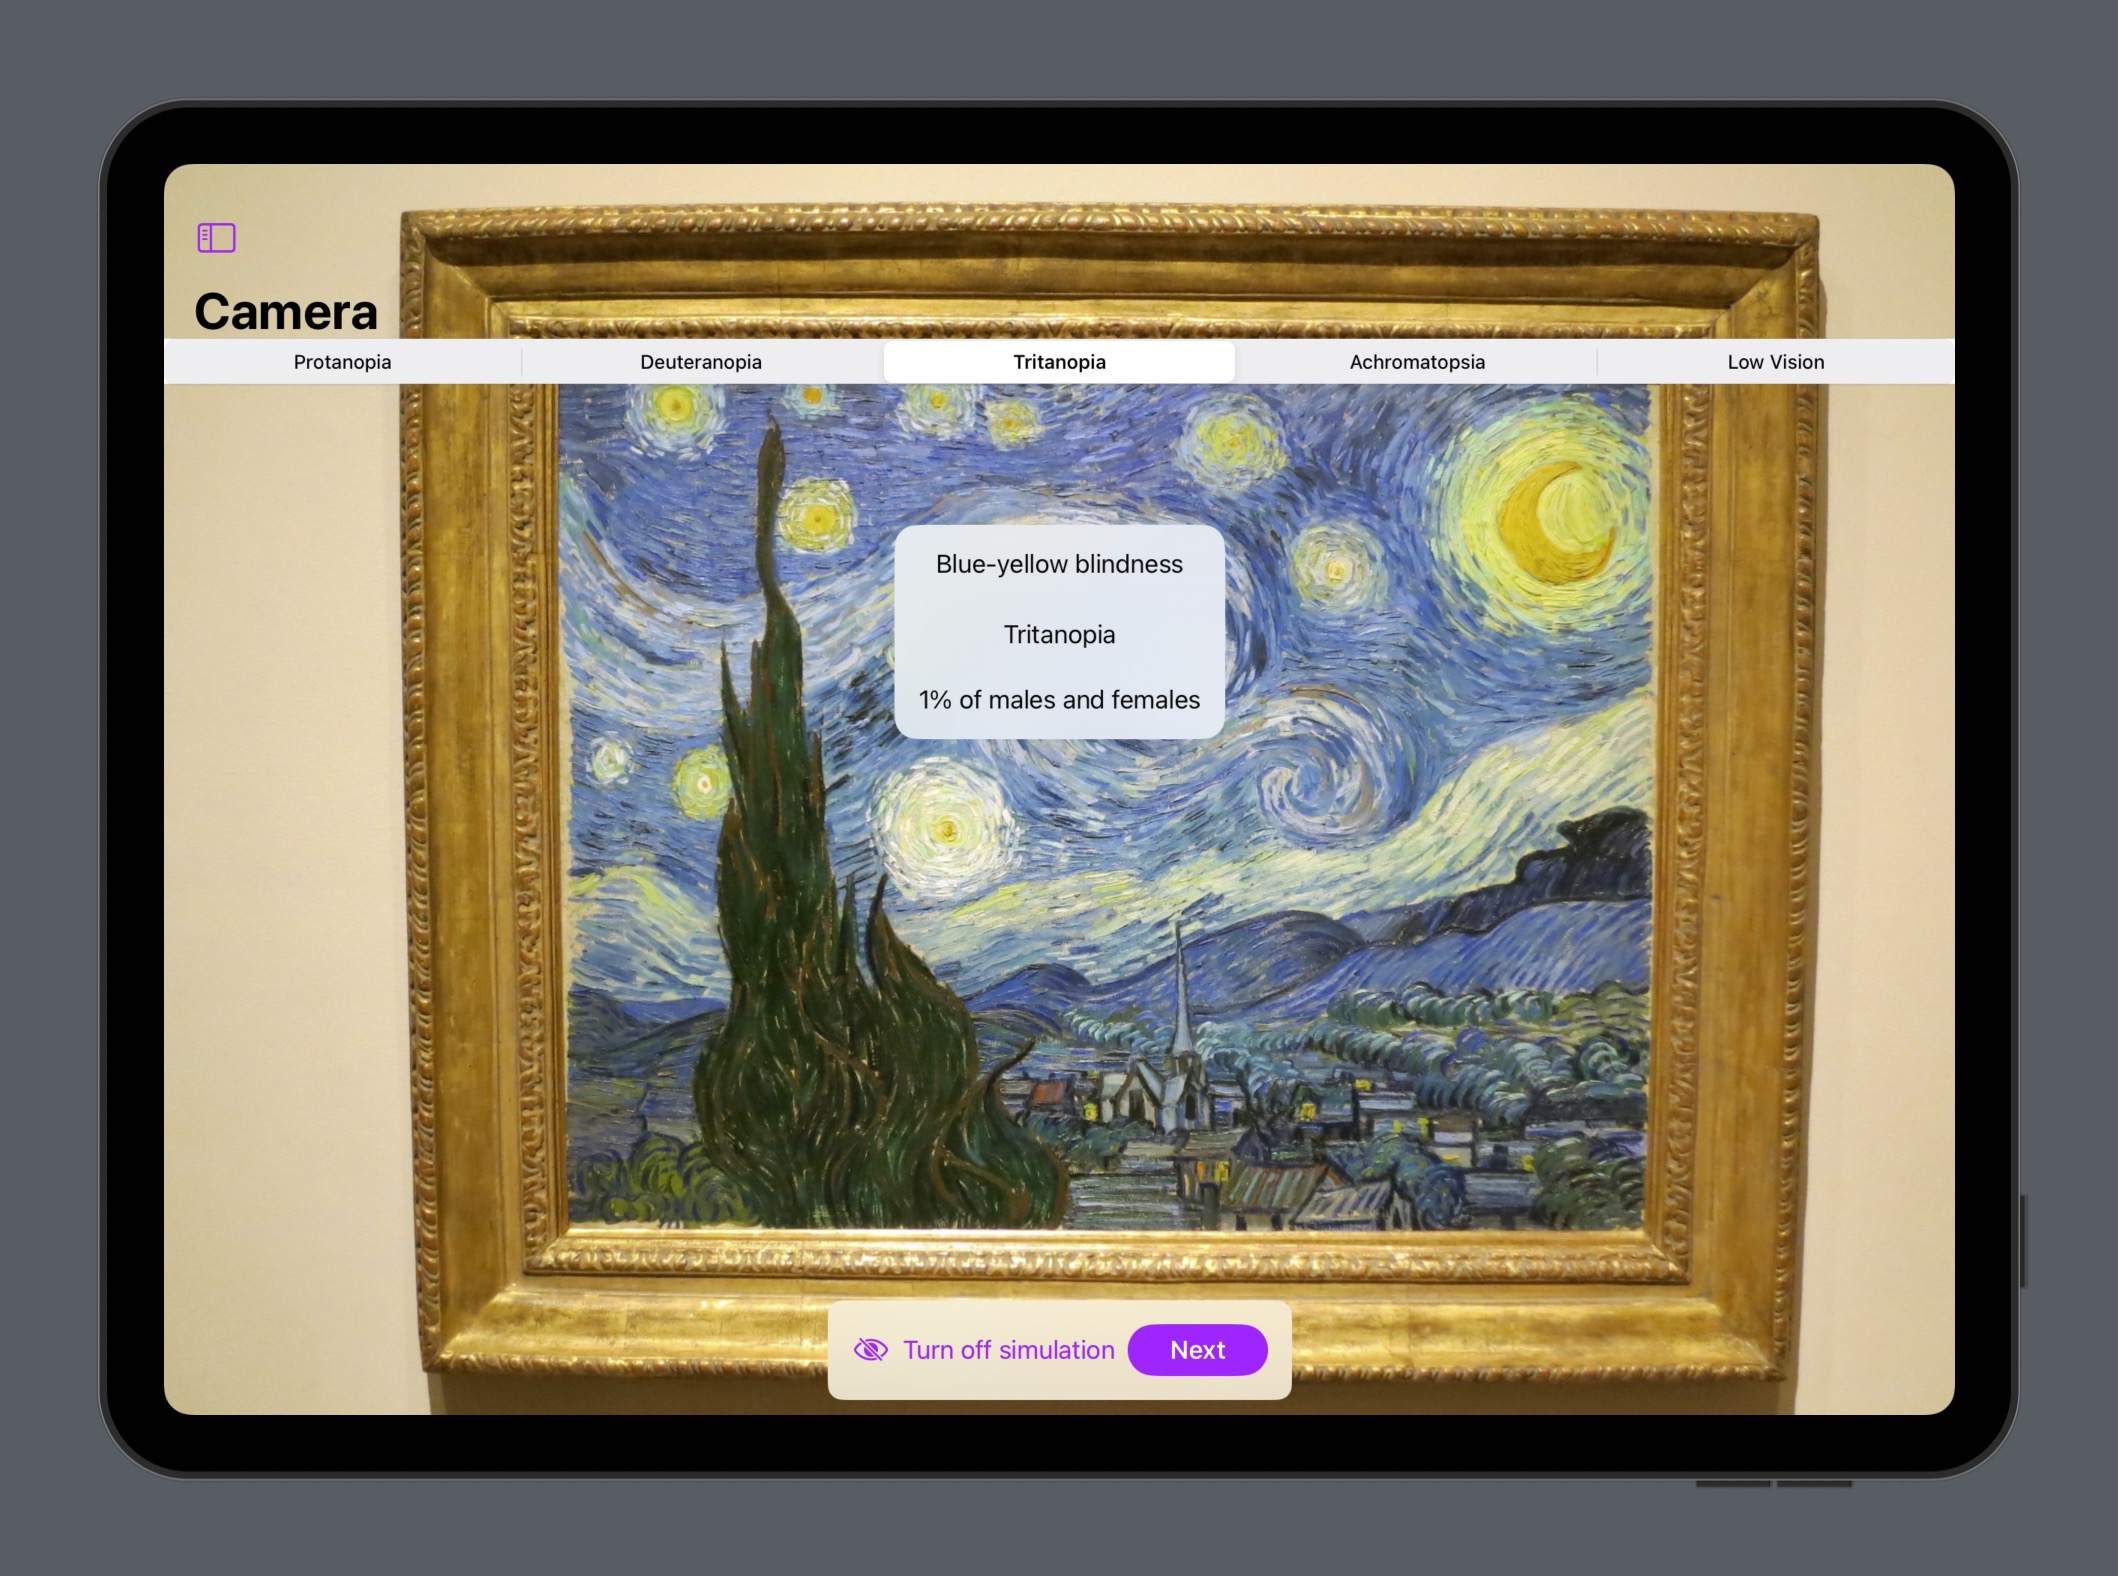 Camera
Protanopia
Deuteranopia
Tritanopia
Achromatopsia
Low Vision
Blue-yellow blindness
Tritanopia
1% of males and females
Turn off simulation
Next